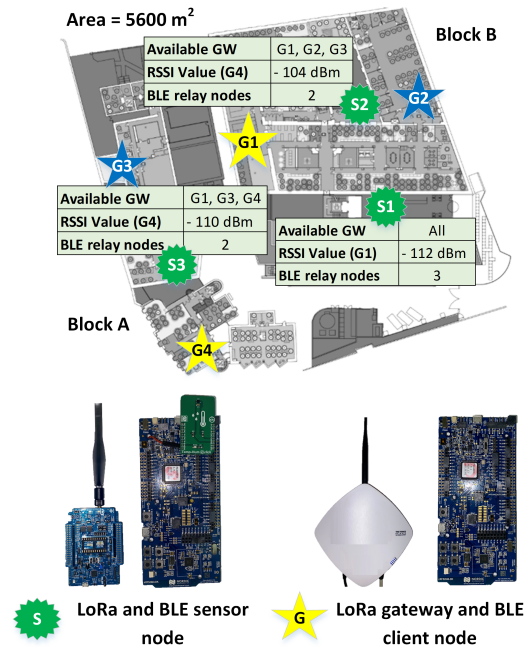 Area = 5600 m²
Block B
Available GW G1, G2, G3
RSSI Value (G4) - 104 dBm
BLE relay nodes 2
S2
G2
G1
G3
Available GW G1, G3, G4
RSSI Value (G4) - 110 dBm
BLE relay nodes 2
S1
Available GW All
RSSI Value (G1) - 112 dBm
BLE relay nodes 3
S3
Block A
G4
S
LoRa and BLE sensor
node
G
LoRa gateway and BLE
client node